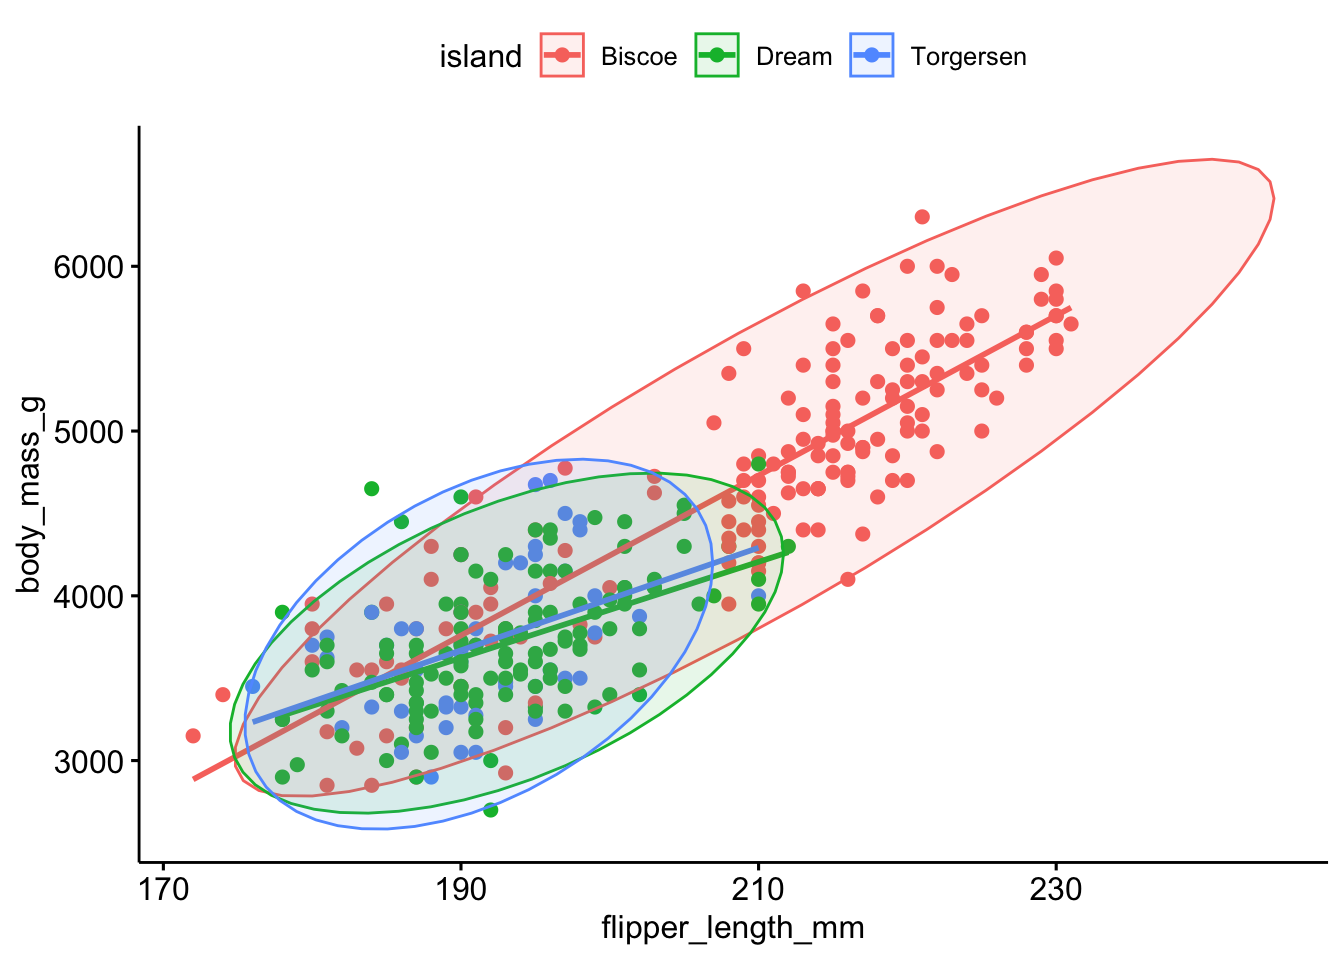 island Biscoe Dream Torgersen
6000
5000
4000
3000
body_mass_g
170 190 210 230
flipper_length_mm